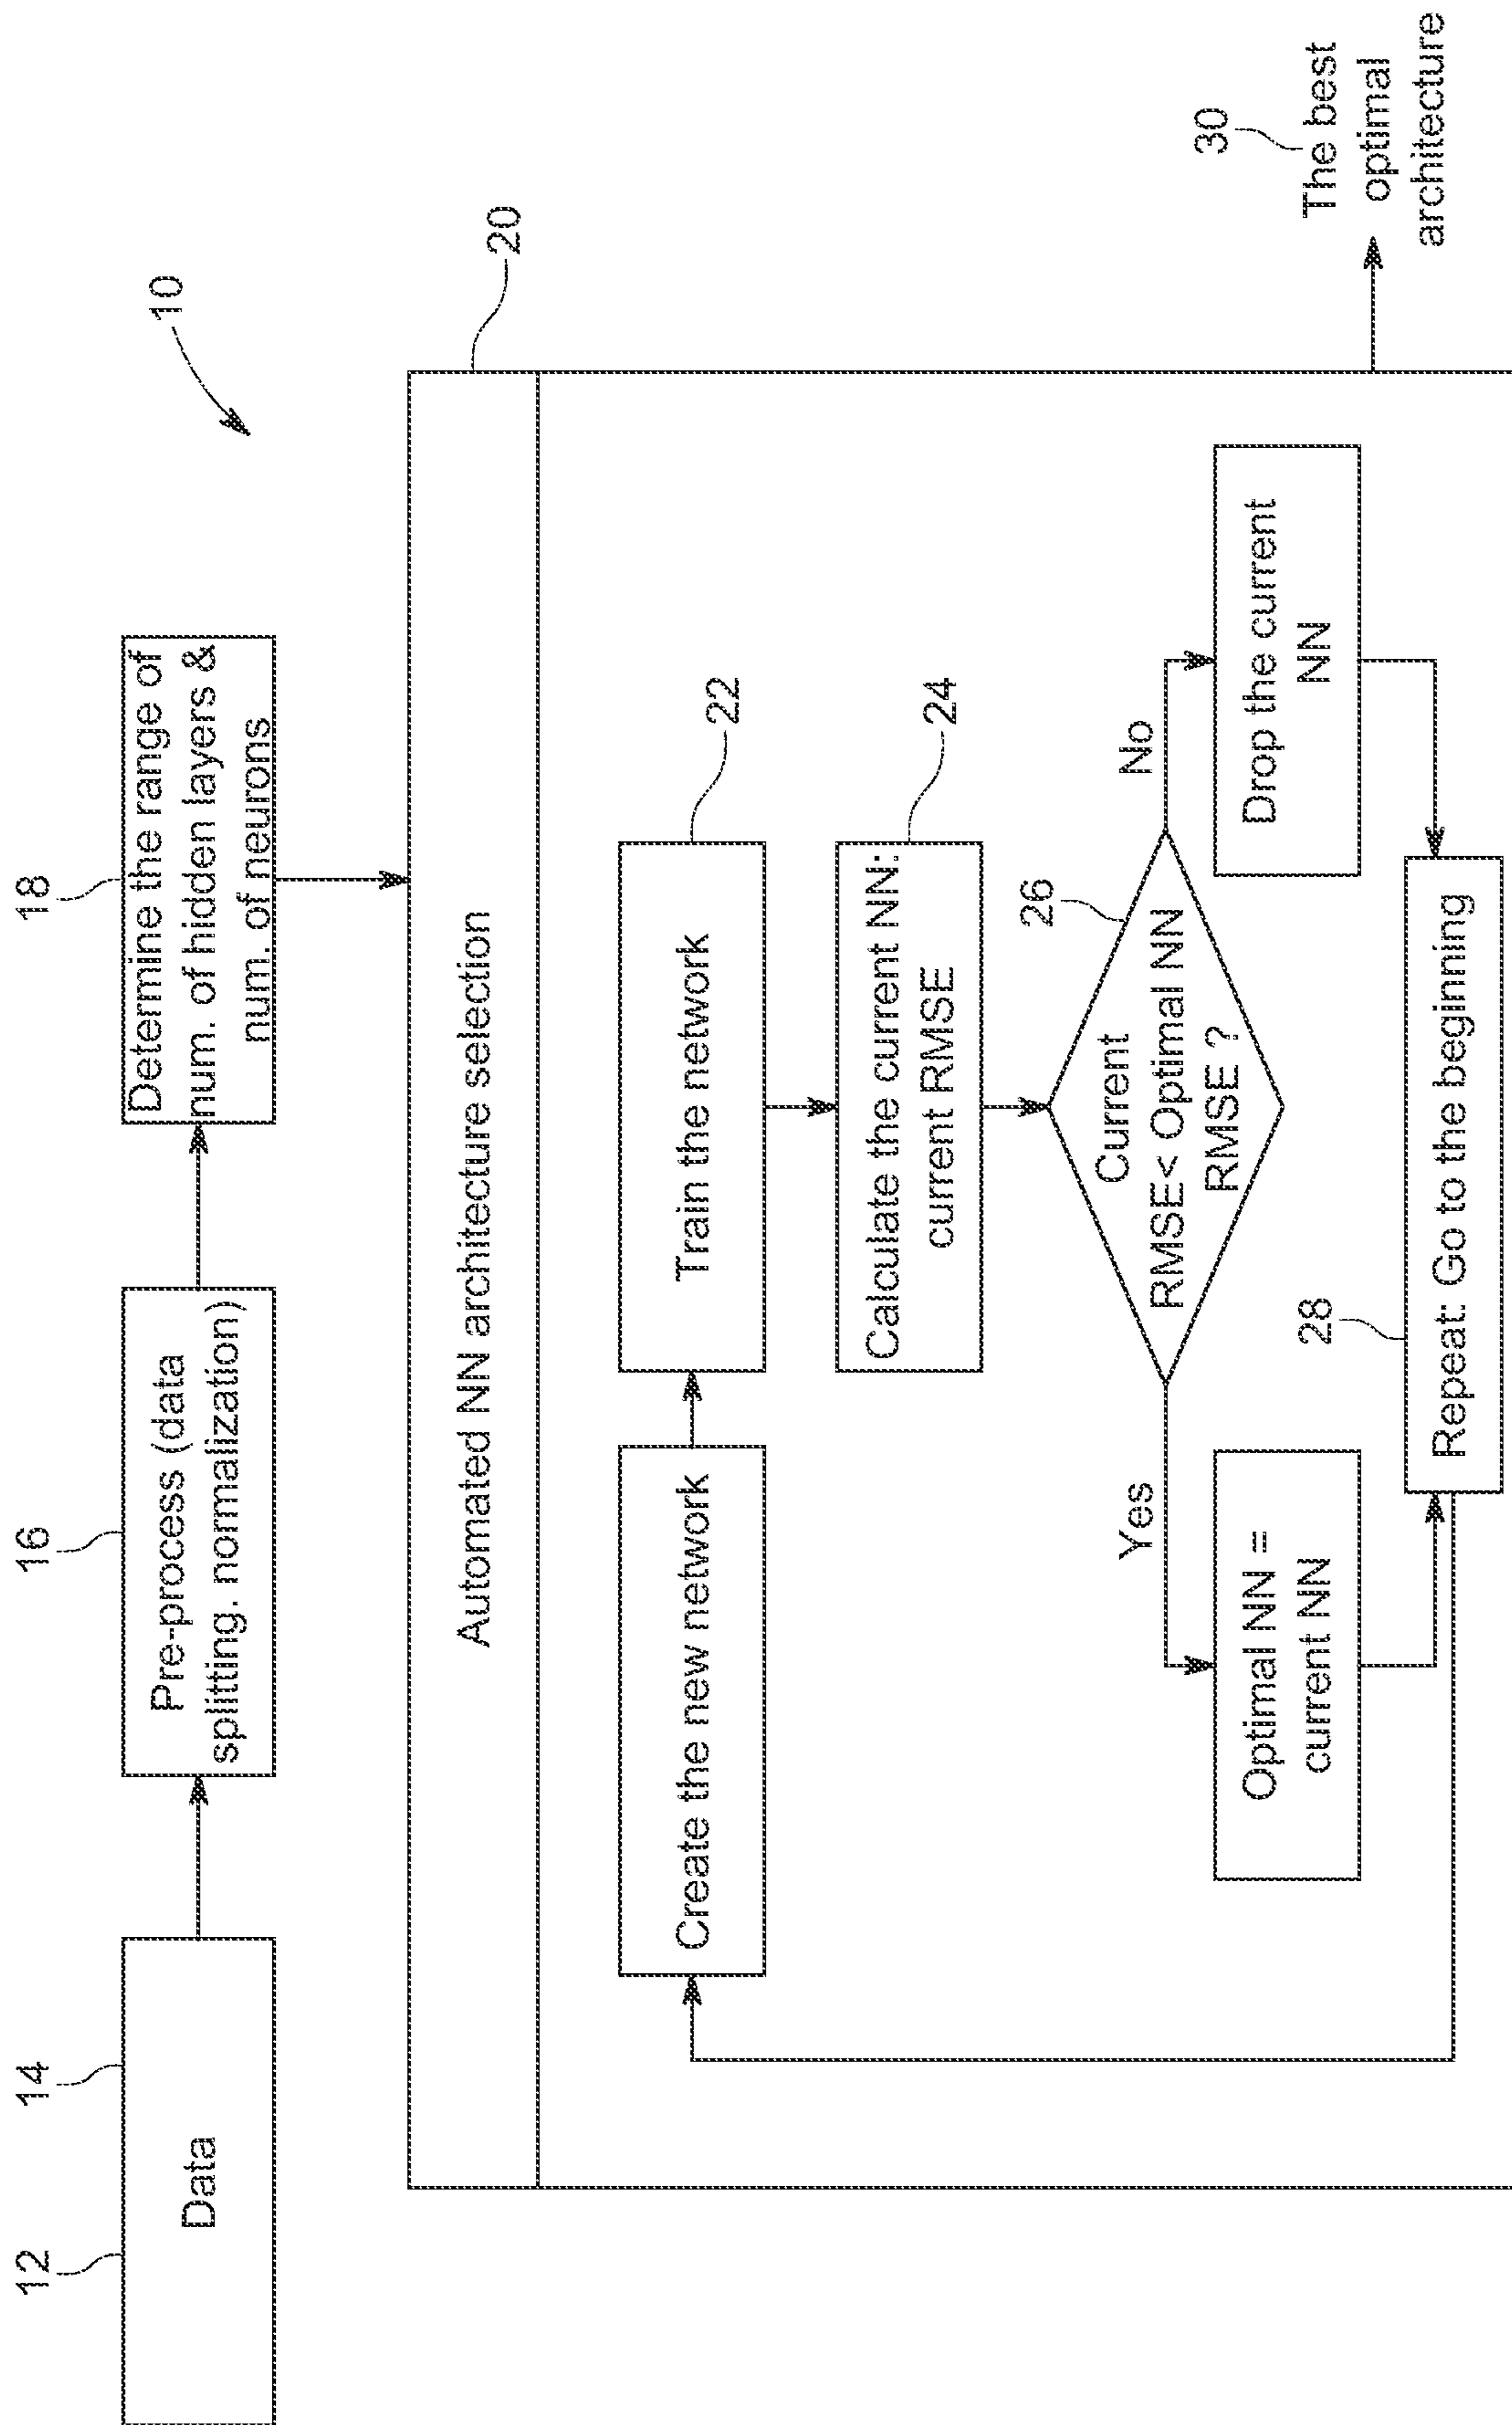 12
14
Data
16
Pre-process (data
splitting. normalization)
18
Determine the range of
num. of hidden layers &
num. of neurons
10
20
Automated NN architecture selection
Create the new network
Train the network
22
Calculate the current NN:
current RMSE
24
26
Current
RMSE< Optimal NN
RMSE ?
Yes
No
Optimal NN =
current NN
Drop the current
NN
28
Repeat: Go to the beginning
30
The best
optimal
architecture